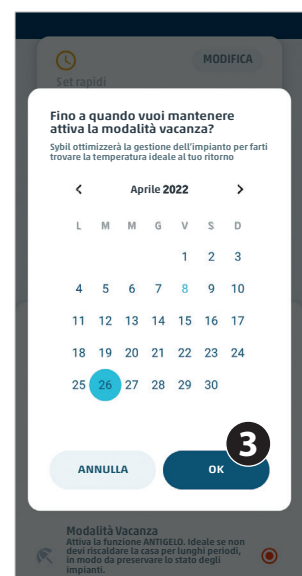 MODIFICA
Set rapidi
Fino a quando vuoi mantenere
attiva la modalità vacanza?
Sybil ottimizzerà la gestione dell'impianto per farti
trovare la temperatura ideale al tuo ritorno
< Aprile 2022 >
L M M G V S D
1 2 3
4 5 6 7 8 9 10
11 12 13 14 15 16 17
18 19 20 21 22 23 24
25 26 27 28 29 30
3
ANNULLA OK
Modalità Vacanza
Attiva la funzione ANTIGELO. Ideale se non
devi riscaldare la casa per lunghi periodi,
in modo da preservare lo stato degli
impianti.